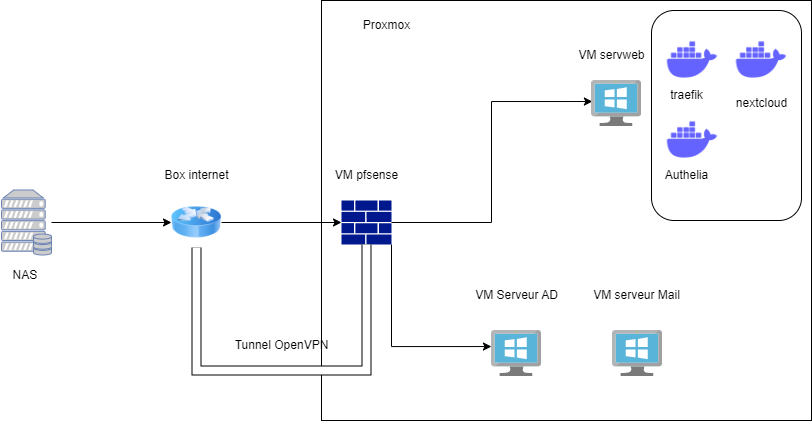 Proxmox
VM servweb
traefik
nextcloud
Authelia
Box internet
VM pfsense
NAS
VM Serveur AD
VM serveur Mail
Tunnel OpenVPN